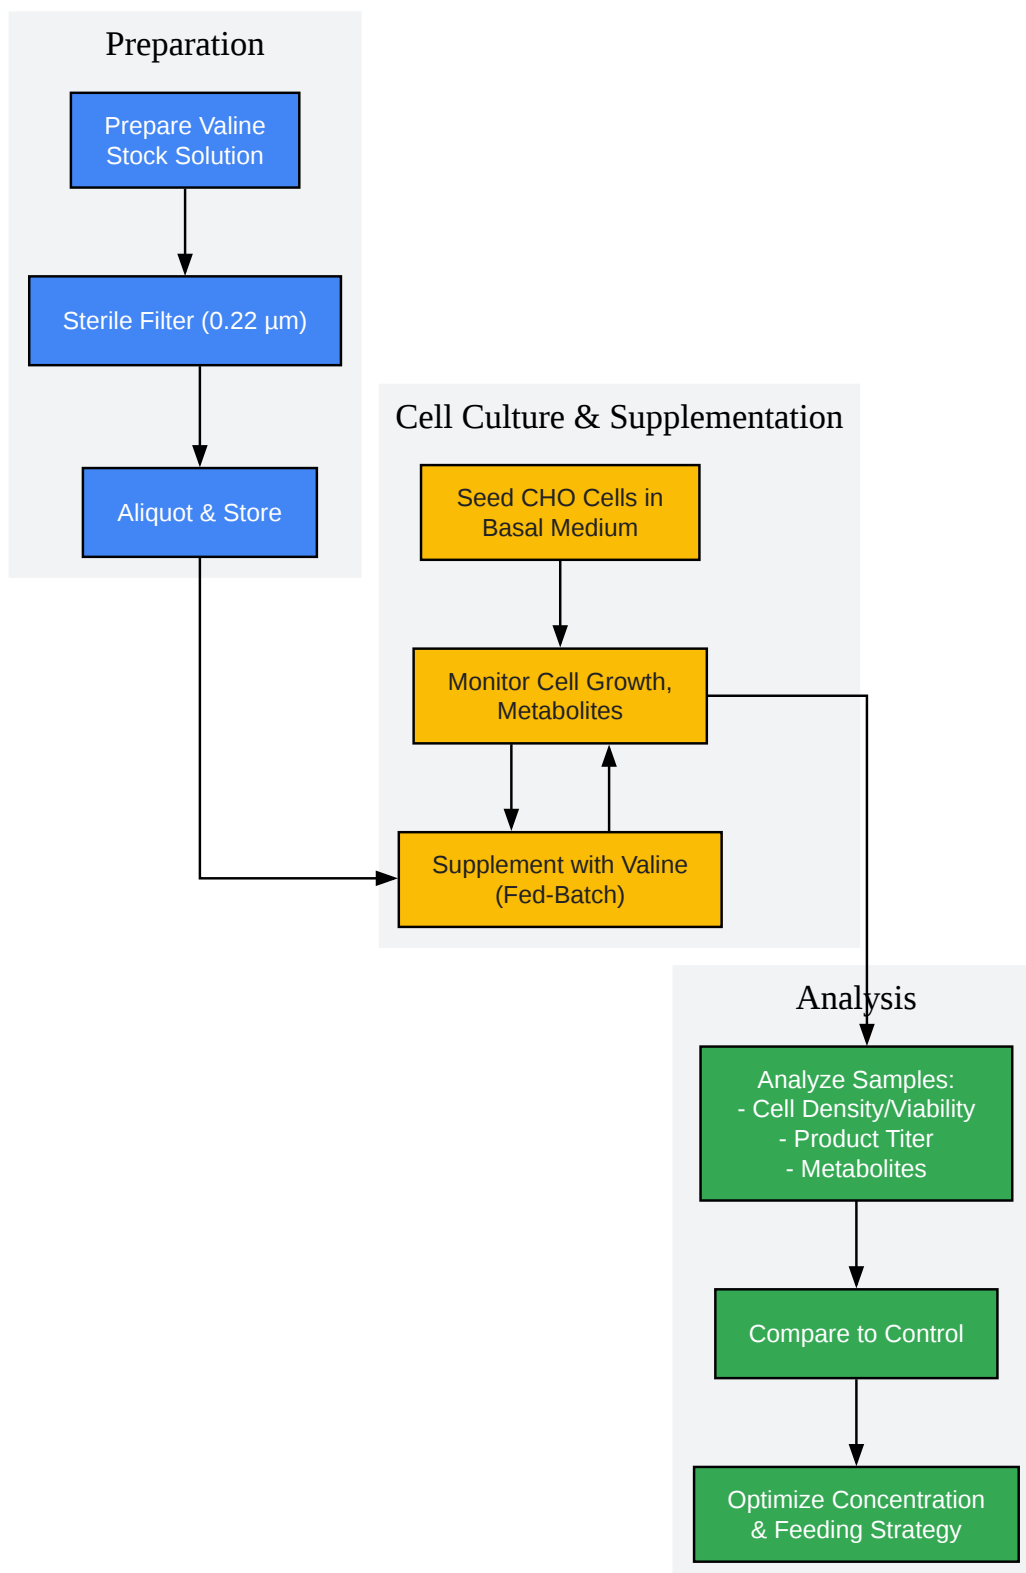 Preparation
Prepare Valine
Stock Solution
Sterile Filter (0.22 µm)
Aliquot & Store
Cell Culture & Supplementation
Seed CHO Cells in
Basal Medium
Monitor Cell Growth,
Metabolites
Supplement with Valine
(Fed-Batch)
Analysis
Analyze Samples:
- Cell Density/Viability
- Product Titer
- Metabolites
Compare to Control
Optimize Concentration
& Feeding Strategy